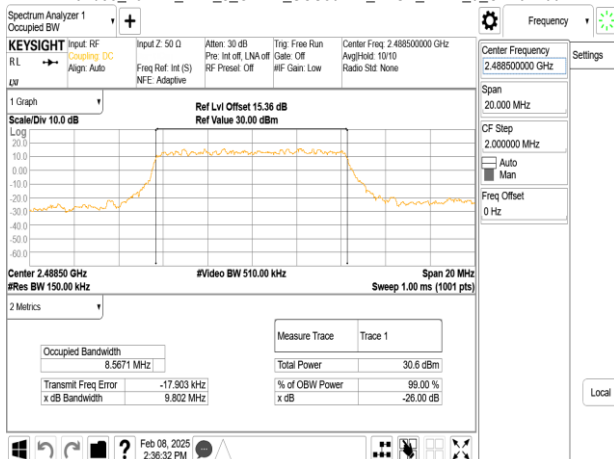 Spectrum Analyzer 1
Occupied BW
Frequency
KEYSIGHT Input: RF Input Z: 50 Ω Atten: 30 dB Trig: Free Run Center Freq: 2.488500000 GHz
Coupling: DC Pre: Int off, LNA off Gate: Off Avg|Hold: 10/10
RL Align: Auto Freq Ref: Int (S) RF Preset: Off #IF Gain: Low Radio Std: None
NFE: Adaptive
LXI
1 Graph
Ref Lvl Offset 15.36 dB
Scale/Div 10.0 dB Ref Value 30.00 dBm
Log
20.0
10.0
0.00
-10.0
-20.0
-30.0
-40.0
-50.0
-60.0
Center 2.48850 GHz #Video BW 510.00 kHz Span 20 MHz
#Res BW 150.00 kHz Sweep 1.00 ms (1001 pts)
2 Metrics
Measure Trace Trace 1
Occupied Bandwidth
8.5671 MHz
Total Power 30.6 dBm
Transmit Freq Error -17.903 kHz % of OBW Power 99.00 %
x dB Bandwidth 9.802 MHz x dB -26.00 dB
Feb 08, 2025
2:36:32 PM
Center Frequency
2.488500000 GHz
Settings
Span
20.000 MHz
CF Step
2.000000 MHz
Auto
Man
Freq Offset
0 Hz
Local